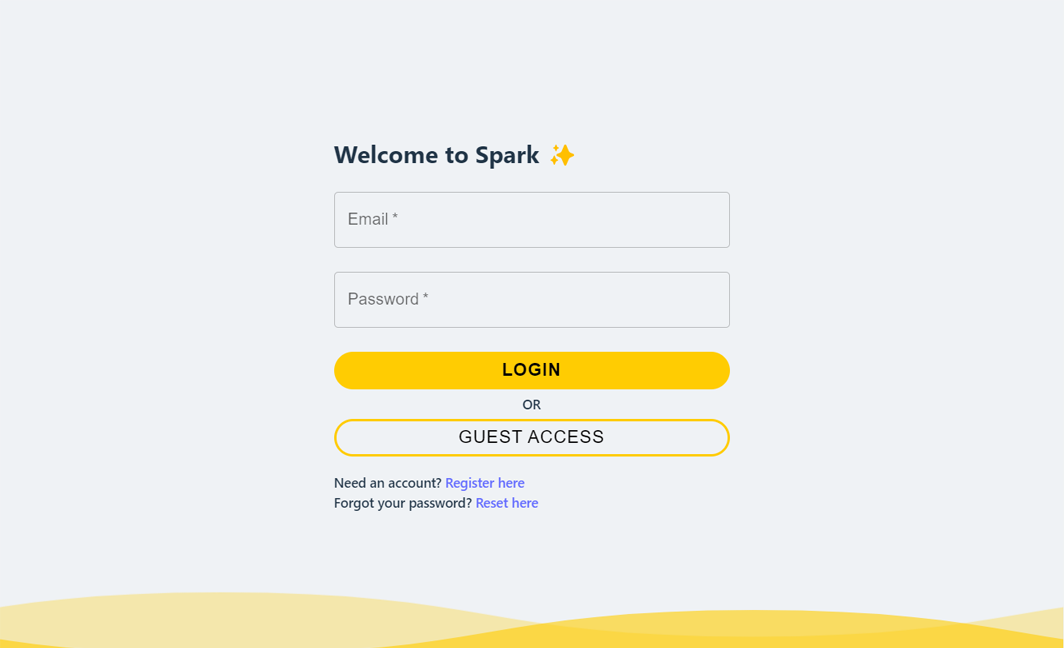 Welcome to Spark ✨
Email *
Password *
LOGIN
OR
GUEST ACCESS
Need an account? Register here
Forgot your password? Reset here